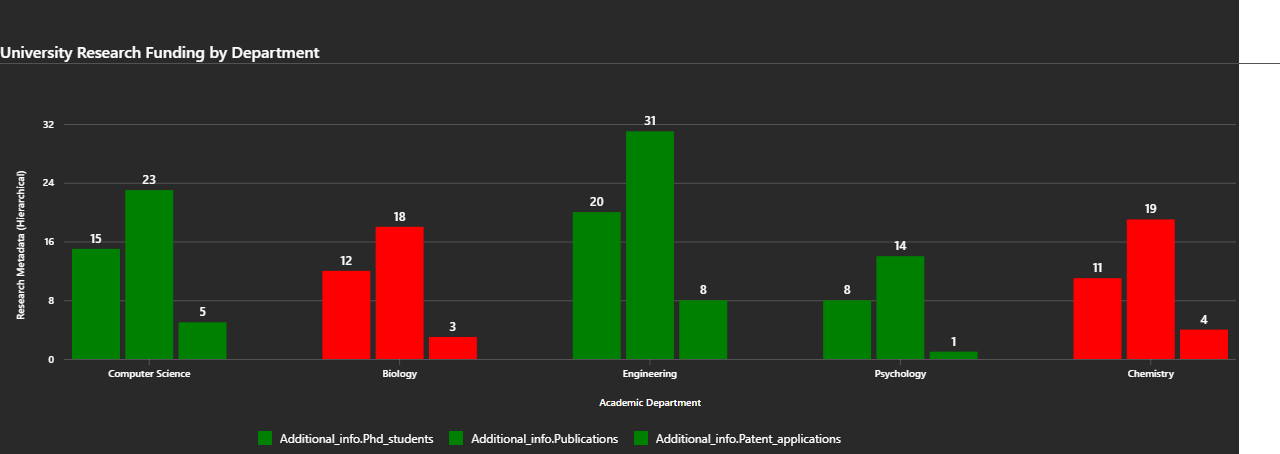 University Research Funding by Department
Research Metadata (Hierarchical)
32
24
16
8
0
15
23
5
12
18
3
20
31
8
8
14
1
11
19
4
Computer Science
Biology
Engineering
Psychology
Chemistry
Academic Department
Additional_info.Phd_students
Additional_info.Publications
Additional_info.Patent_applications